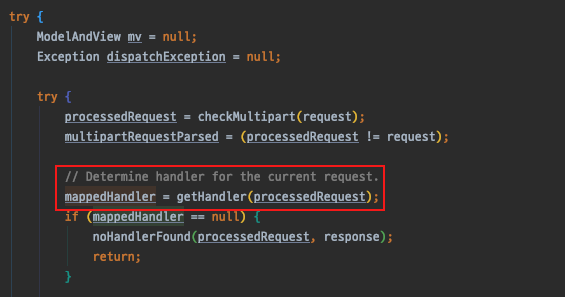 try {
ModelAndView mv = null;
Exception dispatchException = null;
try {
processedRequest = checkMultipart(request);
multipartRequestParsed = (processedRequest != request);
// Determine handler for the current request.
mappedHandler = getHandler(processedRequest);
if (mappedHandler == null) {
noHandlerFound(processedRequest, response);
return;
}